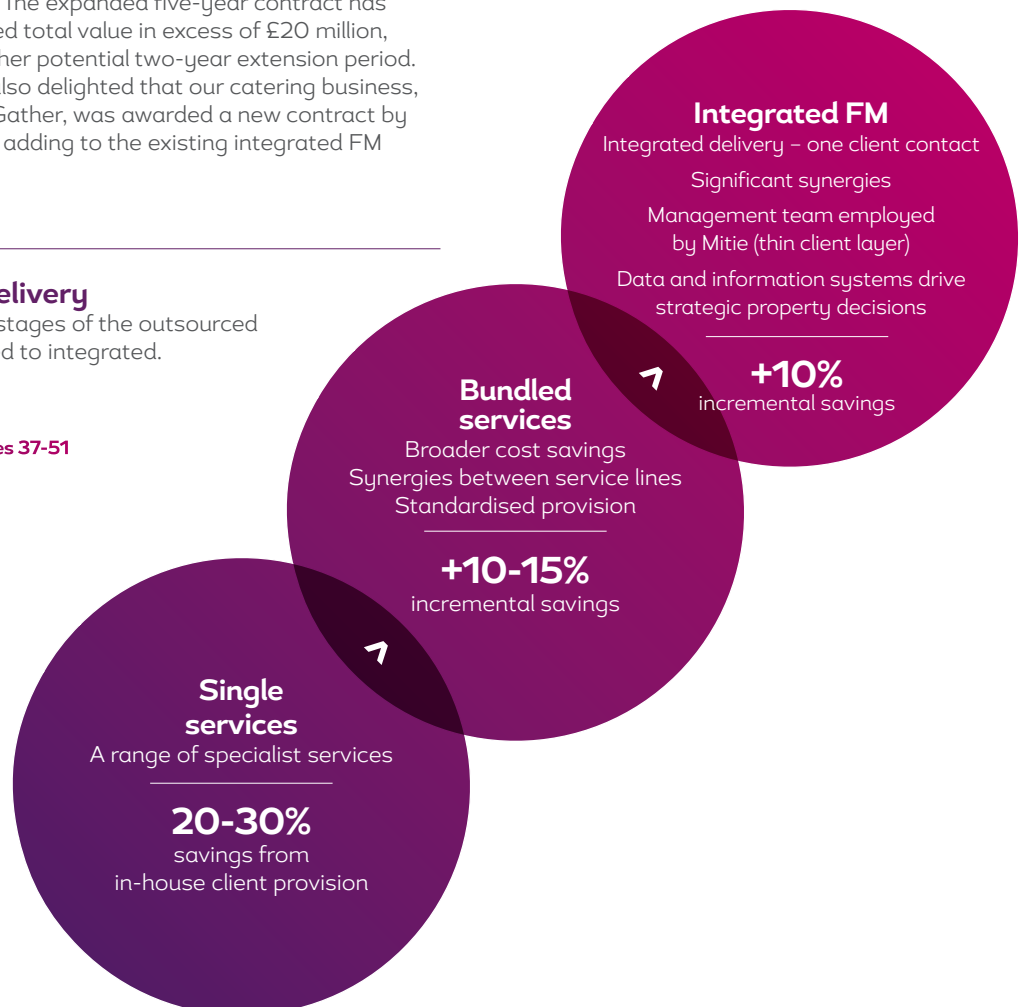 The expanded five-year contract has
ed total value in excess of £20 million,
her potential two-year extension period.
lso delighted that our catering business,
Gather, was awarded a new contract by
adding to the existing integrated FM
elivery
stages of the outsourced
d to integrated.
es 37-51
Integrated FM
Integrated delivery – one client contact
Significant synergies
Management team employed
by Mitie (thin client layer)
Data and information systems drive
strategic property decisions
+10%
incremental savings
Bundled
services
Broader cost savings
Synergies between service lines
Standardised provision
+10-15%
incremental savings
Single
services
A range of specialist services
20-30%
savings from
in-house client provision